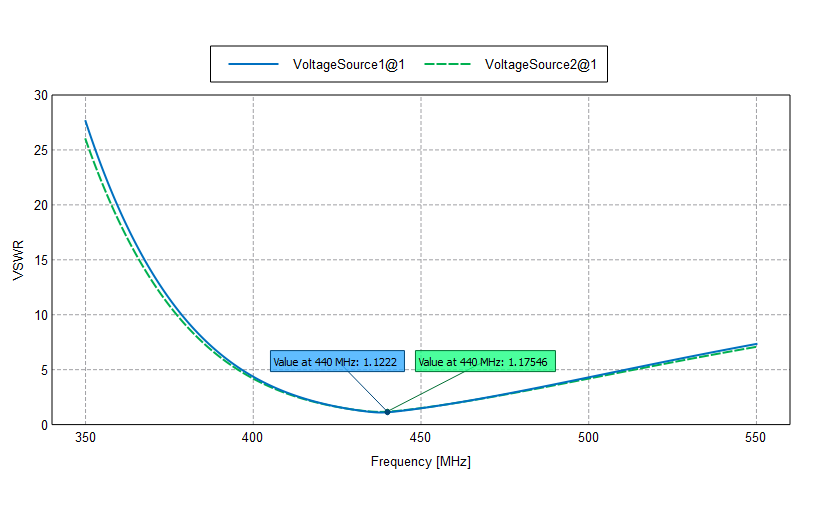 VoltageSource1@1 VoltageSource2@1
30
25
20
15
10
5
0
VSWR
Value at 440 MHz: 1.1222 Value at 440 MHz: 1.17546
350 400 450 500 550
Frequency [MHz]